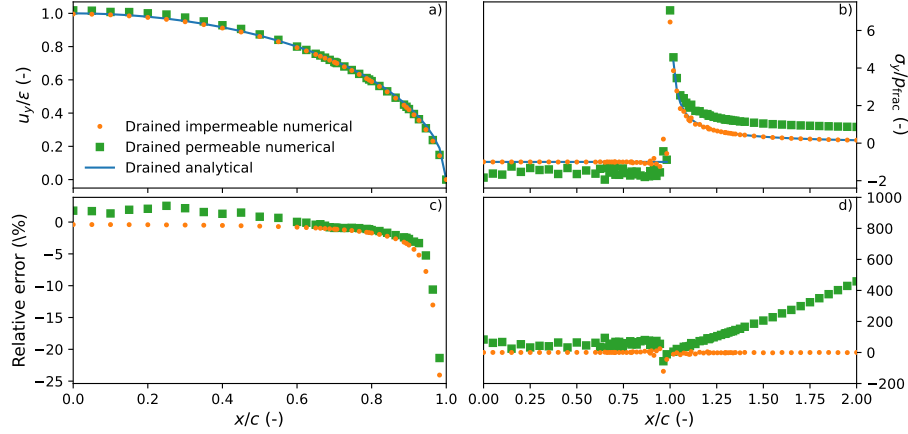 a)
1.0
0.8
0.6
0.4
0.2
0.0
u_y/ε (-)
Drained impermeable numerical
Drained permeable numerical
Drained analytical
b)
6
4
2
0
−2
σ_y/p_frac
c)
0
−5
−10
−15
−20
−25
Relative error (\%)
0.0 0.2 0.4 0.6 0.8 1.0
x/c (-)
d)
1000
800
600
400
200
0
−200
0.00 0.25 0.50 0.75 1.00 1.25 1.50 1.75 2.00
x/c (-)